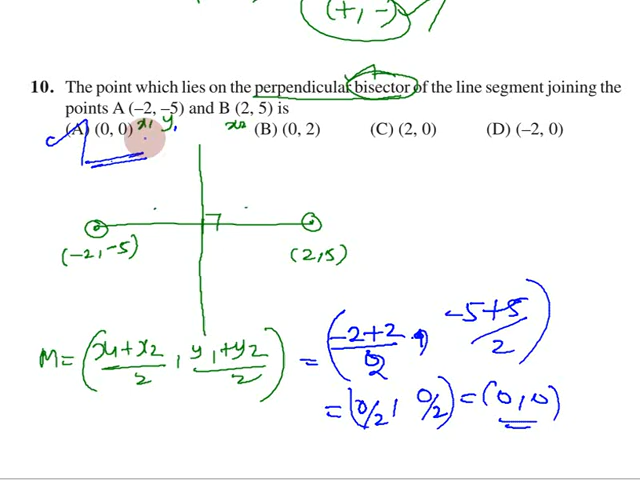 (+, -)
10. The point which lies on the perpendicular bisector of the line segment joining the
points A (–2, –5) and B (2, 5) is
x1 y1 x2
(A) (0, 0) (B) (0, 2) (C) (2, 0) (D) (–2, 0)
(-2, -5) (2, 5)
M = (x1+x2/2 , y1+y2/2) = (-2+2/2 , -5+5/2)
= (0/2, 0/2) = (0, 0)